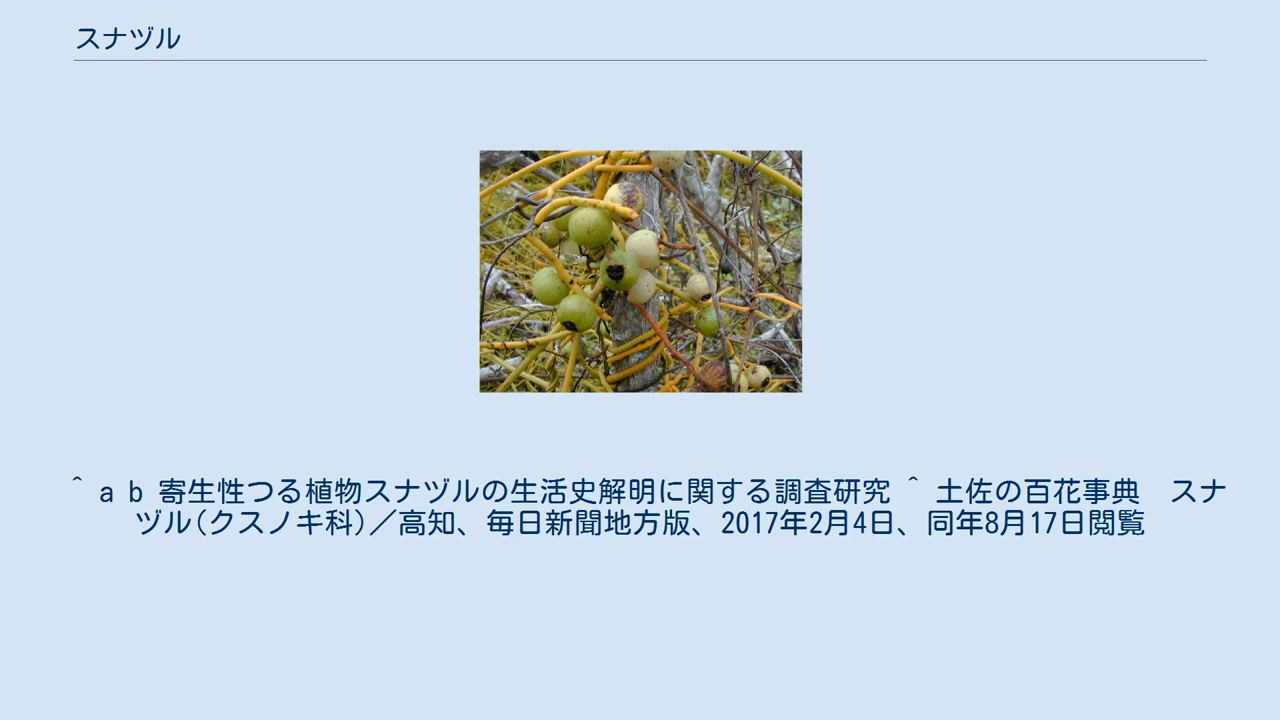 スナヅル
^ a b 寄生性つる植物スナヅルの生活史解明に関する調査研究 ^ 土佐の百花事典　スナ
ヅル(クスノキ科)／高知、毎日新聞地方版、2017年2月4日、同年8月17日閲覧